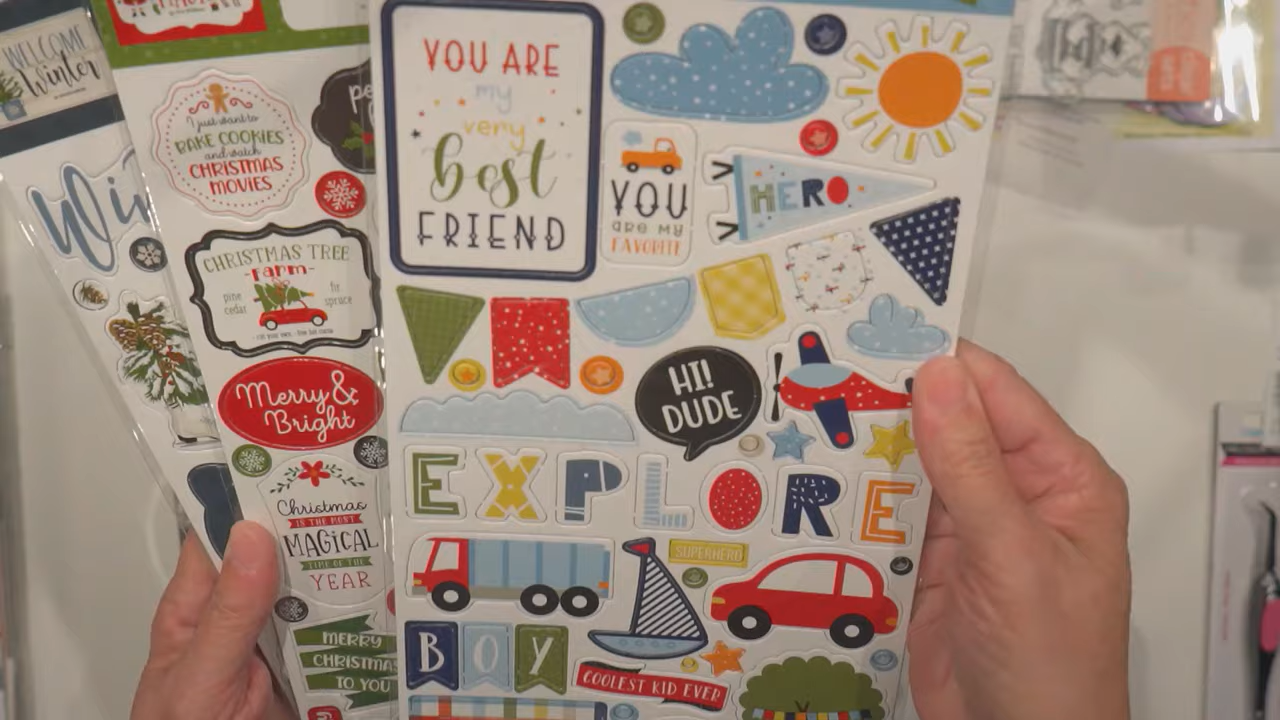 WELCOME
Winter
I just want to
BAKE COOKIES
and watch
CHRISTMAS
MOVIES
CHRISTMAS TREE
-Farm-
pine
cedar
fir
spruce
Merry &
Bright
Christmas
IS THE MOST
MAGICAL
TIME OF THE
YEAR
MERRY
CHRISTMAS
TO YOU
YOU ARE
my
very
best
FRIEND
YOU
are my
FAVORITE
HERO
HI!
DUDE
EXPLORE
SUPERHERO
BOY
COOLEST KID EVER